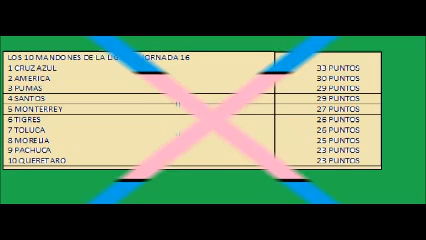 LOS 10 MANDONES DE LA JORNADA 16
1 CRUZ AZUL 33 PUNTOS
2 AMERICA 30 PUNTOS
3 PUMAS 29 PUNTOS
4 SANTOS 29 PUNTOS
5 MONTERREY 27 PUNTOS
6 TIGRES 26 PUNTOS
7 TOLUCA 26 PUNTOS
8 MORELIA 25 PUNTOS
9 PACHUCA 23 PUNTOS
10 QUERETARO 23 PUNTOS